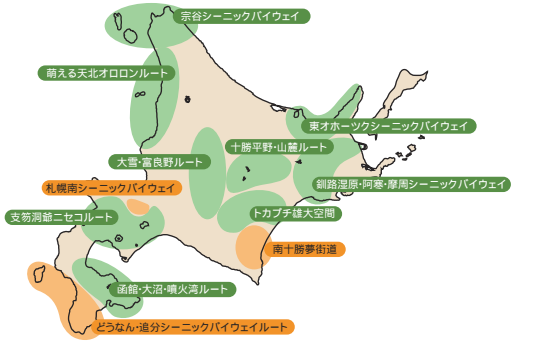 宗谷シーニックバイウェイ
萌える天北オロロンルート
東オホーツクシーニックバイウェイ
十勝平野・山麓ルート
大雪・富良野ルート
釧路湿原・阿寒・摩周シーニックバイウェイ
札幌南シーニックバイウェイ
支笏洞爺ニセコルート
トカプチ雄大空間
南十勝夢街道
函館・大沼・噴火湾ルート
どうなん・追分シーニックバイウェイルート